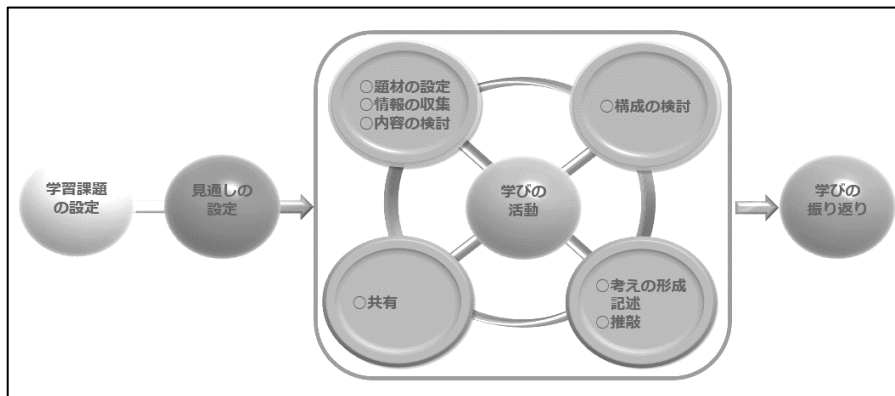 学習課題
の設定
見通しの
設定
○題材の設定
○情報の収集
○内容の検討
○構成の検討
学びの
活動
○共有
○考えの形成
記述
○推敲
学びの
振り返り